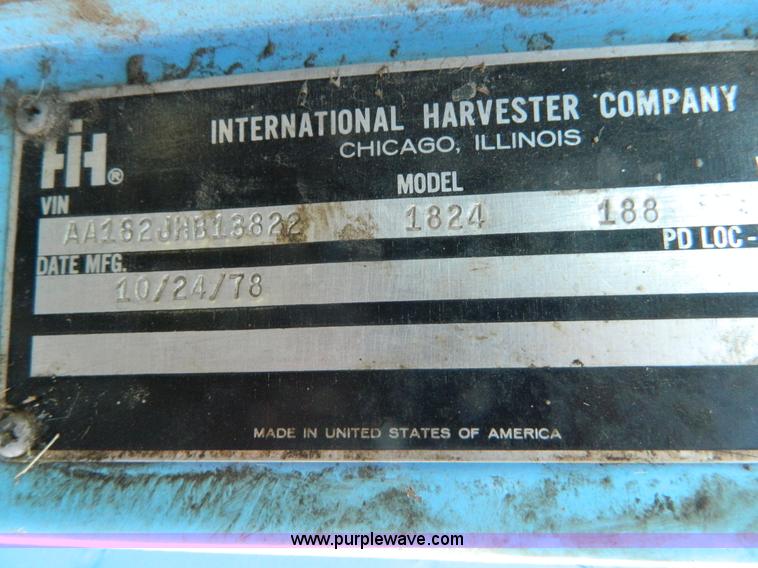 INTERNATIONAL HARVESTER COMPANY
IH®
CHICAGO, ILLINOIS
VIN MODEL
AA182JHB13822 1824 188
DATE MFG. PD LOC-
10/24/78
MADE IN UNITED STATES OF AMERICA
www.purplewave.com